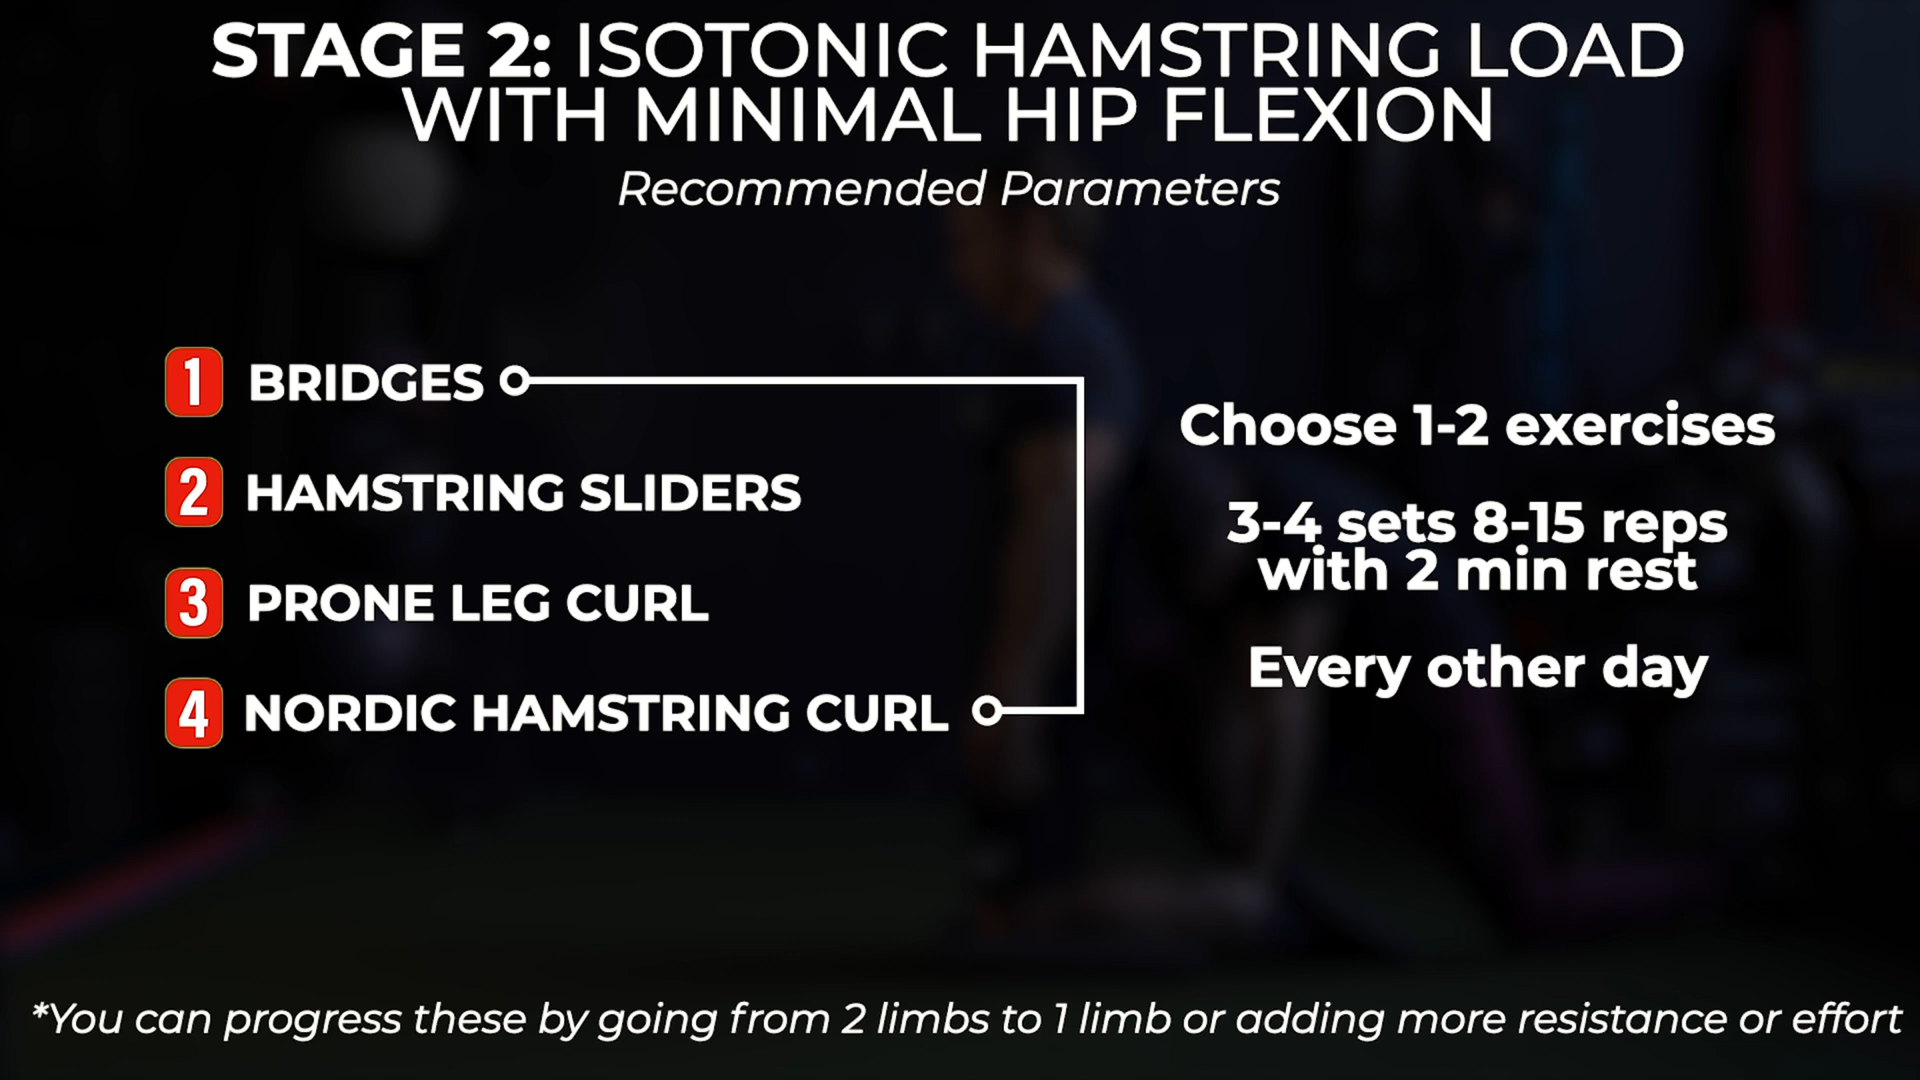 STAGE 2: ISOTONIC HAMSTRING LOAD
WITH MINIMAL HIP FLEXION
Recommended Parameters
1 BRIDGES
2 HAMSTRING SLIDERS
3 PRONE LEG CURL
4 NORDIC HAMSTRING CURL
Choose 1-2 exercises
3-4 sets 8-15 reps
with 2 min rest
Every other day
*You can progress these by going from 2 limbs to 1 limb or adding more resistance or effort